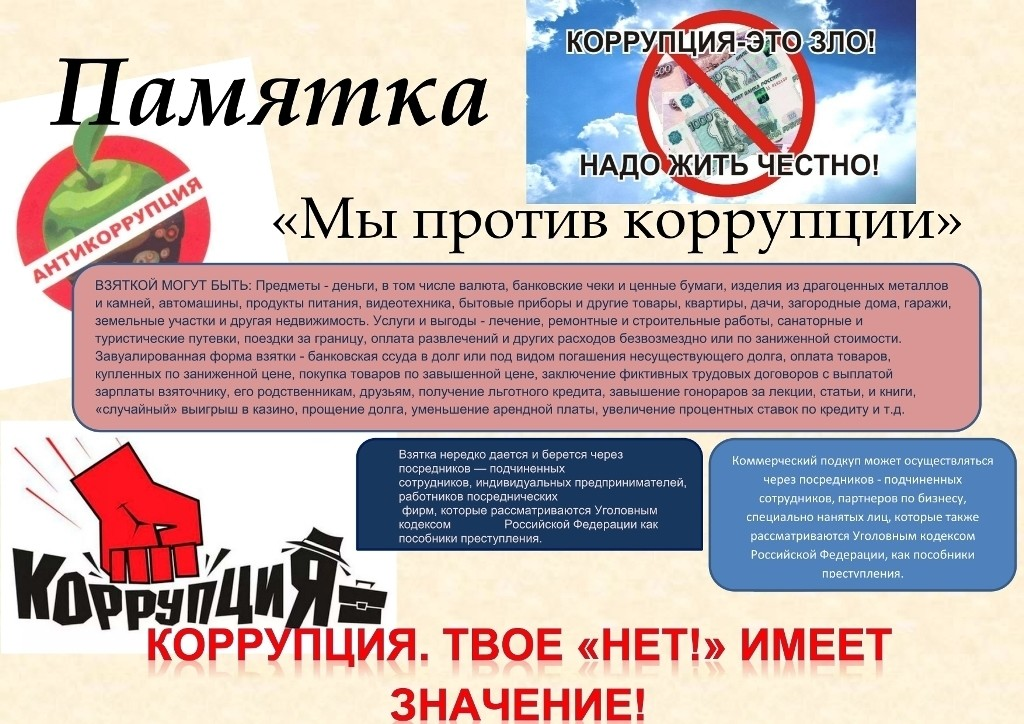 Памятка
КОРРУПЦИЯ-ЭТО ЗЛО!
500
1000
НАДО ЖИТЬ ЧЕСТНО!
АНТИКОРРУПЦИЯ
«Мы против коррупции»
ВЗЯТКОЙ МОГУТ БЫТЬ: Предметы - деньги, в том числе валюта, банковские чеки и ценные бумаги, изделия из драгоценных металлов
и камней, автомашины, продукты питания, видеотехника, бытовые приборы и другие товары, квартиры, дачи, загородные дома, гаражи,
земельные участки и другая недвижимость. Услуги и выгоды - лечение, ремонтные и строительные работы, санаторные и
туристические путевки, поездки за границу, оплата развлечений и других расходов безвозмездно или по заниженной стоимости.
Завуалированная форма взятки - банковская ссуда в долг или под видом погашения несуществующего долга, оплата товаров,
купленных по заниженной цене, покупка товаров по завышенной цене, заключение фиктивных трудовых договоров с выплатой
зарплаты взяточнику, его родственникам, друзьям, получение льготного кредита, завышение гонораров за лекции, статьи, и книги,
«случайный» выигрыш в казино, прощение долга, уменьшение арендной платы, увеличение процентных ставок по кредиту и т.д.
Взятка нередко дается и берется через
посредников — подчиненных
сотрудников, индивидуальных предпринимателей,
работников посреднических
фирм, которые рассматриваются Уголовным
кодексом Российской Федерации как
пособники преступления.
Коммерческий подкуп может осуществляться
через посредников - подчиненных
сотрудников, партнеров по бизнесу,
специально нанятых лиц, которые также
рассматриваются Уголовным кодексом
Российской Федерации, как пособники
преступления.
КоррупциЯ
КОРРУПЦИЯ. ТВОЕ «НЕТ!» ИМЕЕТ
ЗНАЧЕНИЕ!